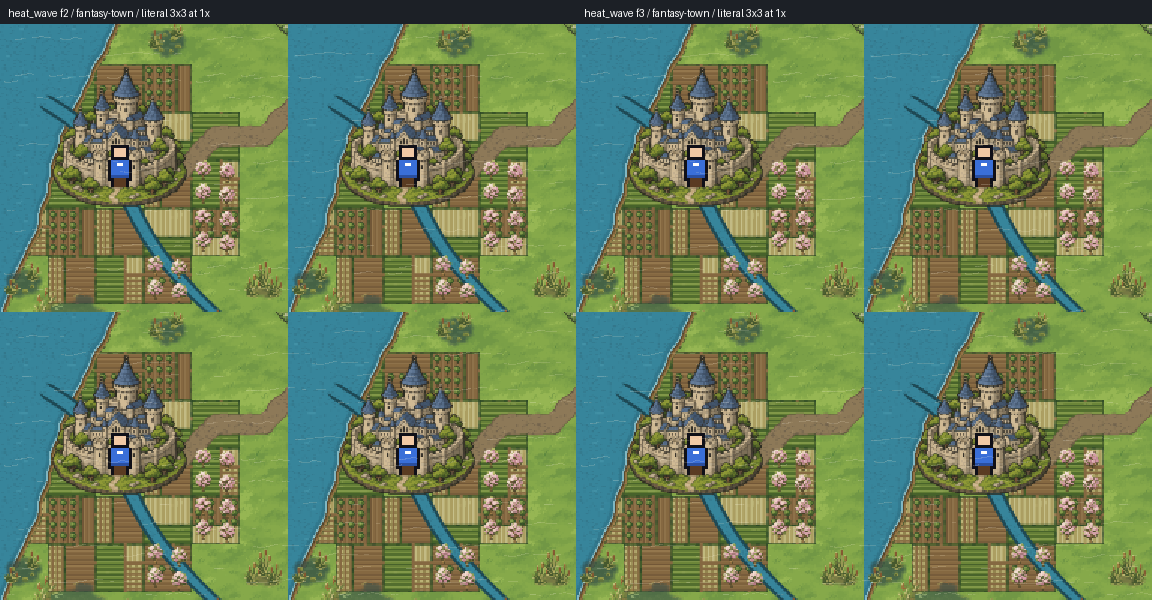 heat_wave f2 / fantasy-town / literal 3x3 at 1x
heat_wave f3 / fantasy-town / literal 3x3 at 1x